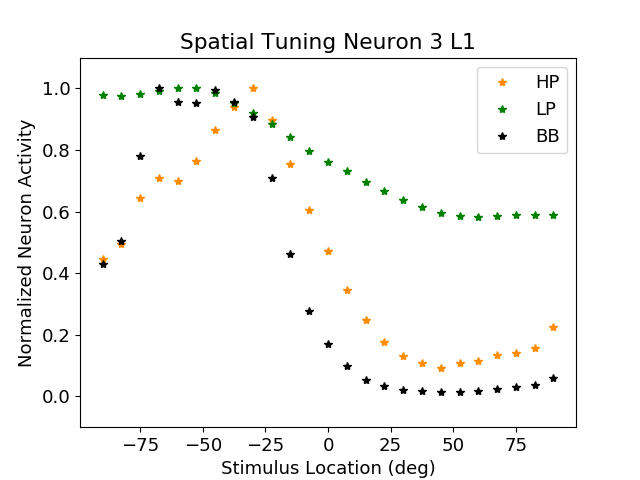 Spatial Tuning Neuron 3 L1
HP
LP
BB
Normalized Neuron Activity
1.0
0.8
0.6
0.4
0.2
0.0
−75 −50 −25 0 25 50 75
Stimulus Location (deg)